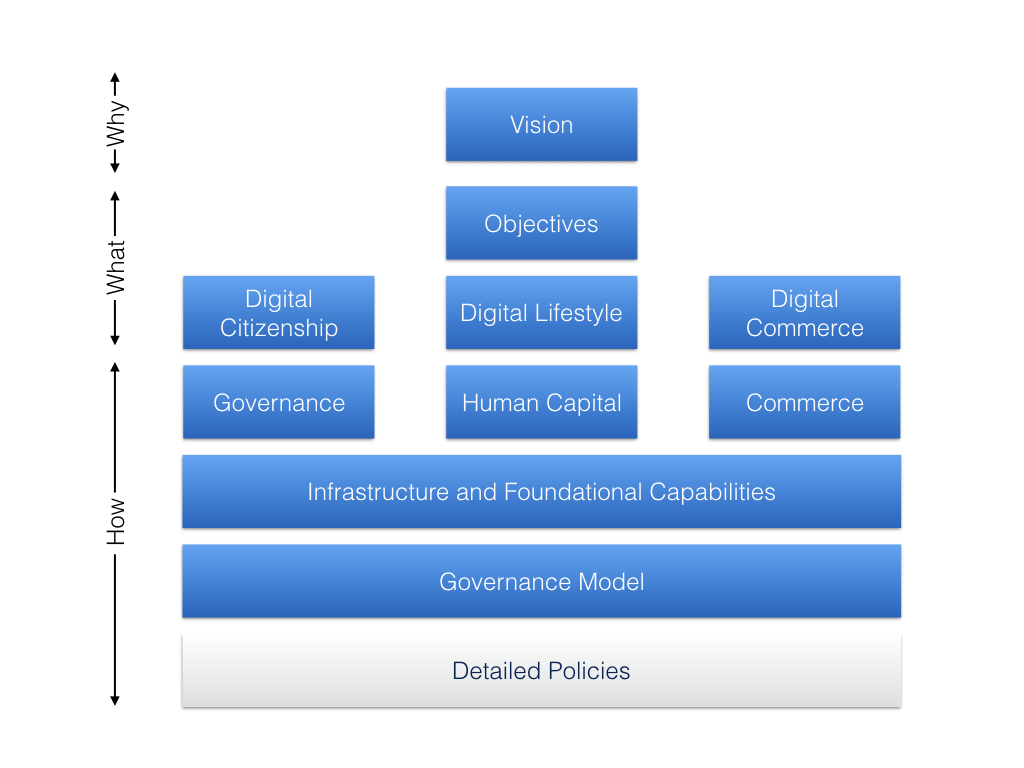 Why
Vision
What
Objectives
Digital
Citizenship
Digital Lifestyle
Digital
Commerce
How
Governance
Human Capital
Commerce
Infrastructure and Foundational Capabilities
Governance Model
Detailed Policies